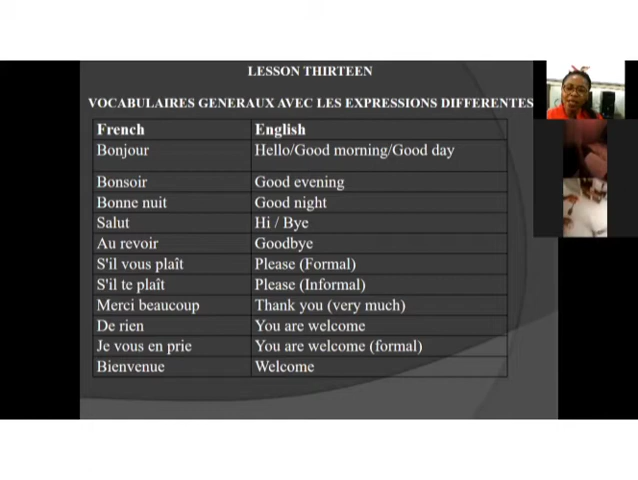 LESSON THIRTEEN
VOCABULAIRES GENERAUX AVEC LES EXPRESSIONS DIFFERENTES
French English
Bonjour Hello/Good morning/Good day
Bonsoir Good evening
Bonne nuit Good night
Salut Hi / Bye
Au revoir Goodbye
S'il vous plaît Please (Formal)
S'il te plaît Please (Informal)
Merci beaucoup Thank you (very much)
De rien You are welcome
Je vous en prie You are welcome (formal)
Bienvenue Welcome